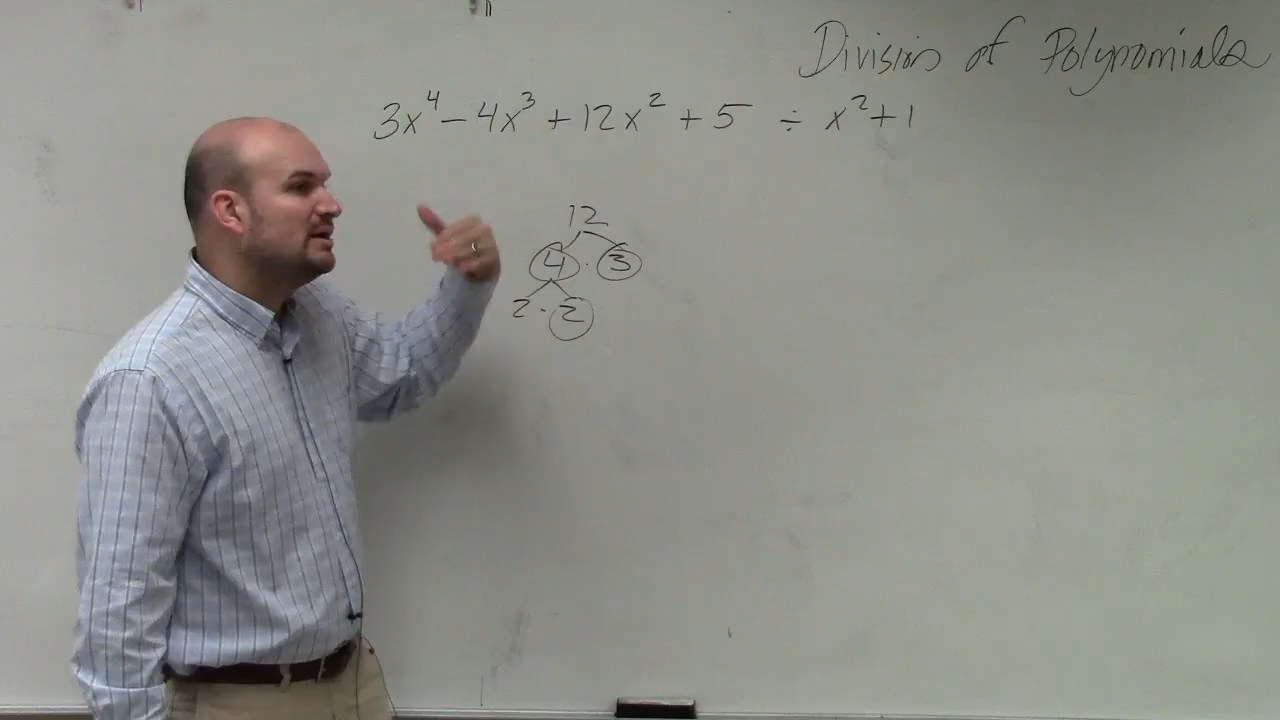 Division of Polynomials
3x⁴ - 4x³ + 12x² + 5 ÷ x² + 1
12
4 · 3
2 · 2